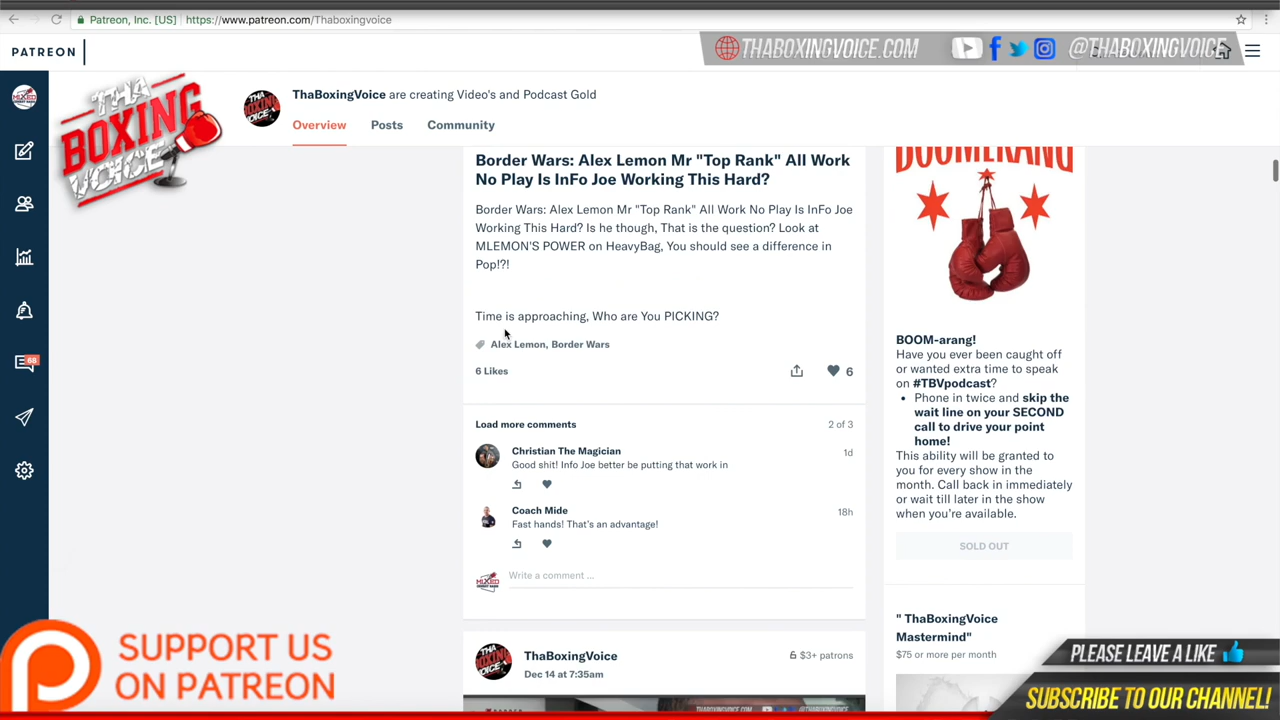 Patreon, Inc. [US]
https://www.patreon.com/Thaboxingvoice
PATREON
THABOXINGVOICE.COM
@THABOXINGVOICE
THA BOXING VOICE
ThaBoxingVoice are creating Video's and Podcast Gold
Overview
Posts
Community
Border Wars: Alex Lemon Mr "Top Rank" All Work
No Play Is InFo Joe Working This Hard?
Border Wars: Alex Lemon Mr "Top Rank" All Work No Play Is InFo Joe
Working This Hard? Is he though, That is the question? Look at
MLEMON'S POWER on HeavyBag, You should see a difference in
Pop!?!
Time is approaching, Who are You PICKING?
Alex Lemon, Border Wars
6 Likes
6
Load more comments
2 of 3
Christian The Magician
1d
Good shit! Info Joe better be putting that work in
Coach Mide
18h
Fast hands! That's an advantage!
Write a comment ...
ThaBoxingVoice
$3+ patrons
Dec 14 at 7:35am
BOOMERANG
BOOM-arang!
Have you ever been caught off
or wanted extra time to speak
on #TBVpodcast?
• Phone in twice and skip the
wait line on your SECOND
call to drive your point
home!
This ability will be granted to
you for every show in the
month. Call back in immediately
or wait till later in the show
when you're available.
SOLD OUT
" ThaBoxingVoice
Mastermind"
$75 or more per month
68
SUPPORT US
ON PATREON
PLEASE LEAVE A LIKE
SUBSCRIBE TO OUR CHANNEL!